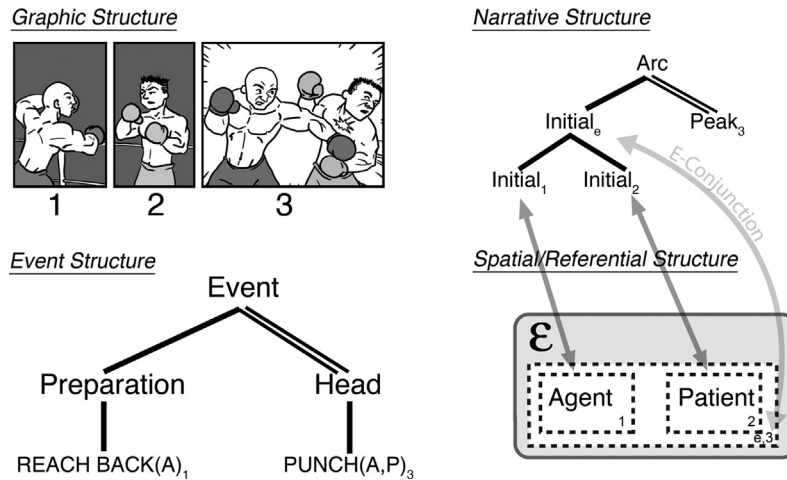 Graphic Structure
1 2 3
Event Structure
Event
Preparation Head
REACH BACK(A)1 PUNCH(A,P)3
Narrative Structure
Arc
Initiale Peak3
Initial1 Initial2
E-Conjunction
Spatial/Referential Structure
ε
Agent Patient
1 2
e,3